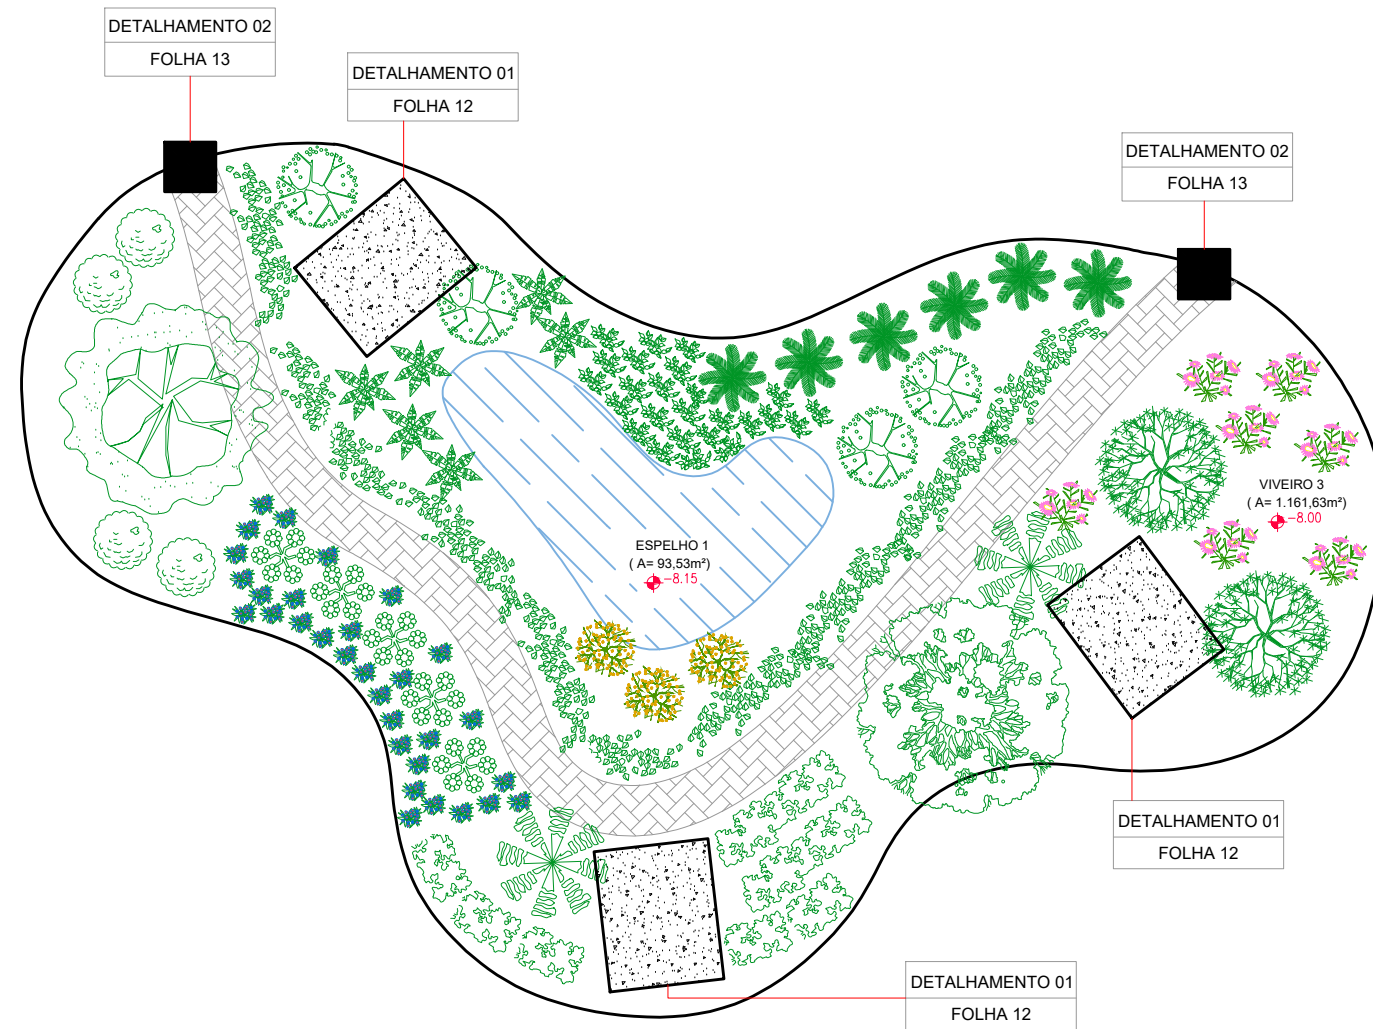 DETALHAMENTO 02
FOLHA 13
DETALHAMENTO 01
FOLHA 12
DETALHAMENTO 02
FOLHA 13
VIVEIRO 3
( A= 1.161,63m²)
-8.00
ESPELHO 1
( A= 93,53m²)
-8.15
DETALHAMENTO 01
FOLHA 12
DETALHAMENTO 01
FOLHA 12